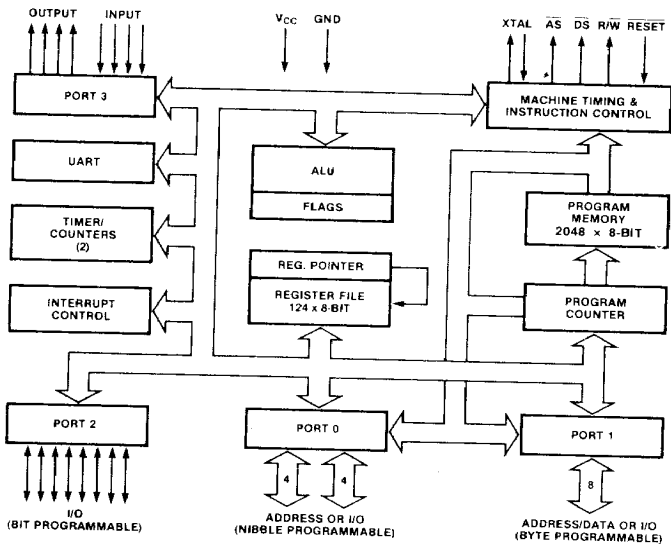 OUTPUT INPUT
V_CC GND
XTAL AS DS R/W RESET
PORT 3
MACHINE TIMING &
INSTRUCTION CONTROL
UART
ALU
FLAGS
PROGRAM
MEMORY
2048 × 8-BIT
TIMER/
COUNTERS
(2)
REG. POINTER
REGISTER FILE
124 x 8-BIT
INTERRUPT
CONTROL
PROGRAM
COUNTER
PORT 2
PORT 0
PORT 1
4 4
8
I/O
(BIT PROGRAMMABLE)
ADDRESS OR I/O
(NIBBLE PROGRAMMABLE)
ADDRESS/DATA OR I/O
(BYTE PROGRAMMABLE)